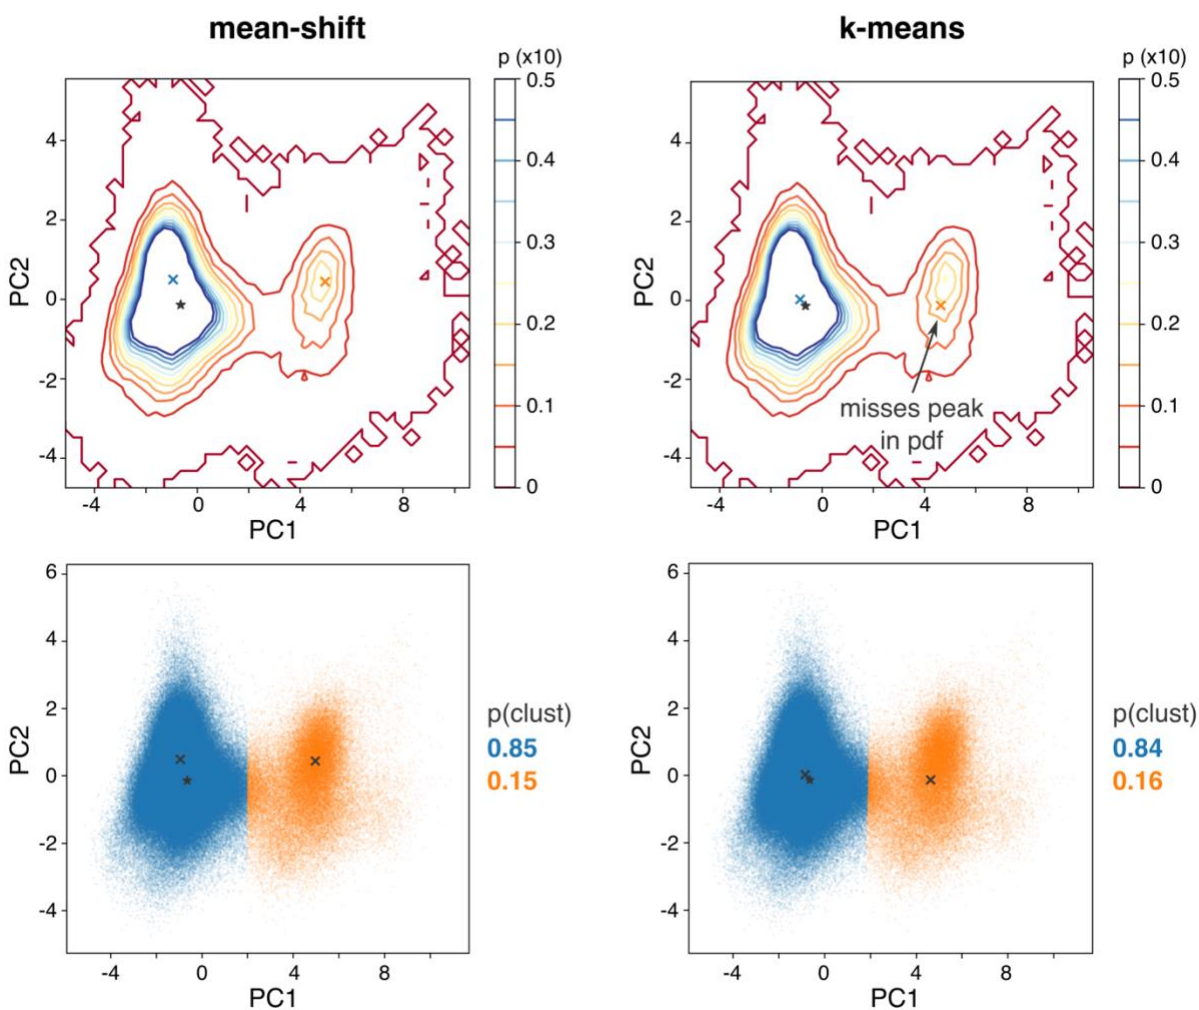 mean-shift
k-means
p (x10)
p (x10)
0.5
0.4
0.3
0.2
0.1
0
0.5
0.4
0.3
0.2
0.1
0
PC2
4
2
0
-2
-4
-4 0 4 8
PC1
PC2
4
2
0
-2
-4
misses peak
in pdf
-4 0 4 8
PC1
PC2
6
4
2
0
-2
-4
p(clust)
0.85
0.15
-4 0 4 8
PC1
PC2
6
4
2
0
-2
-4
p(clust)
0.84
0.16
-4 0 4 8
PC1